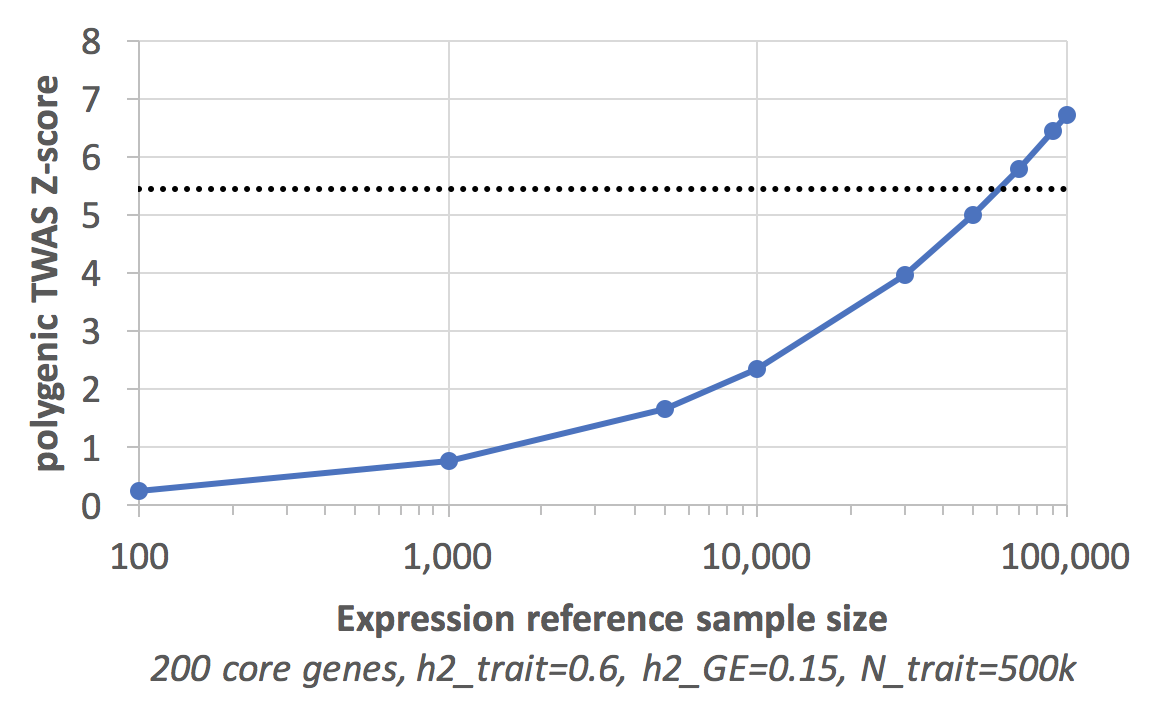 polygenic TWAS Z-score
8
7
6
5
4
3
2
1
0
100 1,000 10,000 100,000
Expression reference sample size
200 core genes, h2_trait=0.6, h2_GE=0.15, N_trait=500k